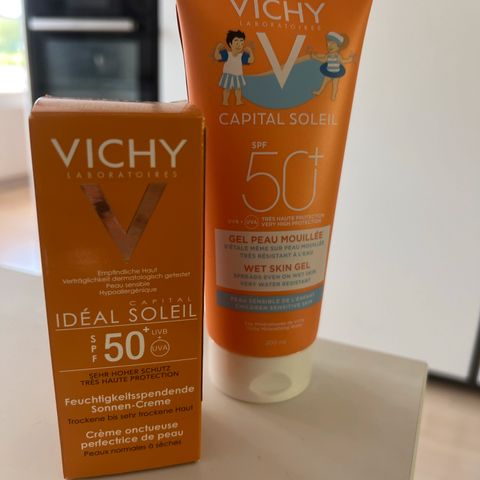 VICHY
LABORATOIRES
V
Empfindliche Haut
Verträglichkeit dermatologisch getestet
Peau sensible
Hypoallergénique
CAPITAL
IDÉAL SOLEIL
SPF 50+ UVB + UVA
SEHR HOHER SCHUTZ
TRÈS HAUTE PROTECTION
Feuchtigkeitsspendende
Sonnen-Creme
Trockene bis sehr trockene Haut
Crème onctueuse
perfectrice de peau
Peaux normales à sèches
VICHY
LABORATOIRES
V
CAPITAL SOLEIL
SPF
50+
UVB + UVA
TRÈS HAUTE PROTECTION
VERY HIGH PROTECTION
GEL PEAU MOUILLÉE
S'ÉTALE MÊME SUR PEAU MOUILLÉE
TRÈS RÉSISTANT À L'EAU
WET SKIN GEL
SPREADS EVEN ON WET SKIN
VERY WATER RESISTANT
PEAU SENSIBLE DE L'ENFANT
CHILDREN SENSITIVE SKIN
200 ml